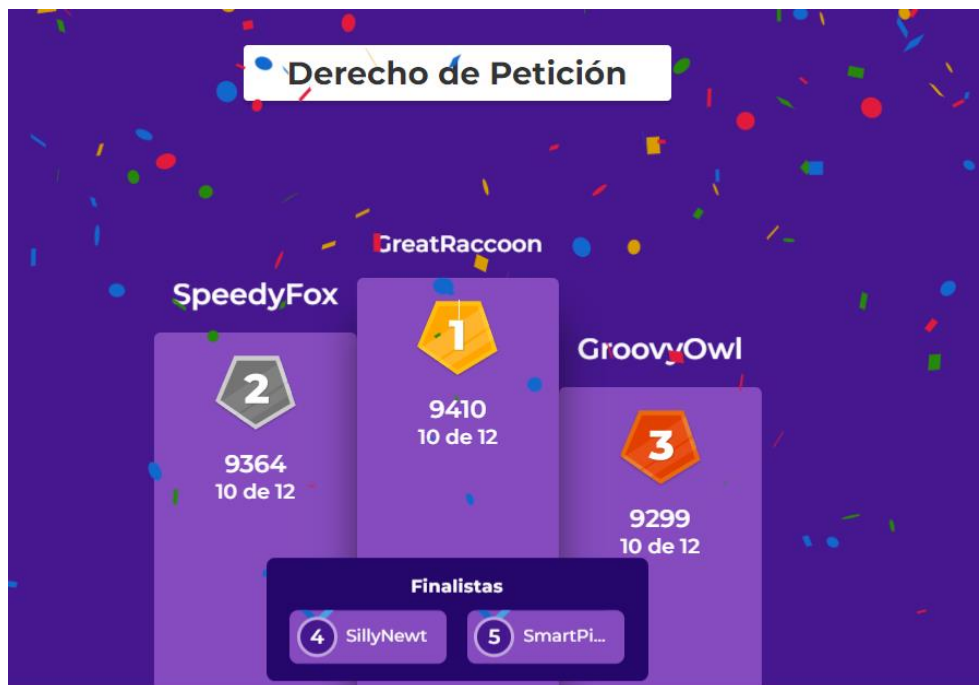 Derecho de Petición
GreatRaccoon
SpeedyFox
GroovyOwl
1
2
3
9410
10 de 12
9364
10 de 12
9299
10 de 12
Finalistas
4 SillyNewt
5 SmartPi...